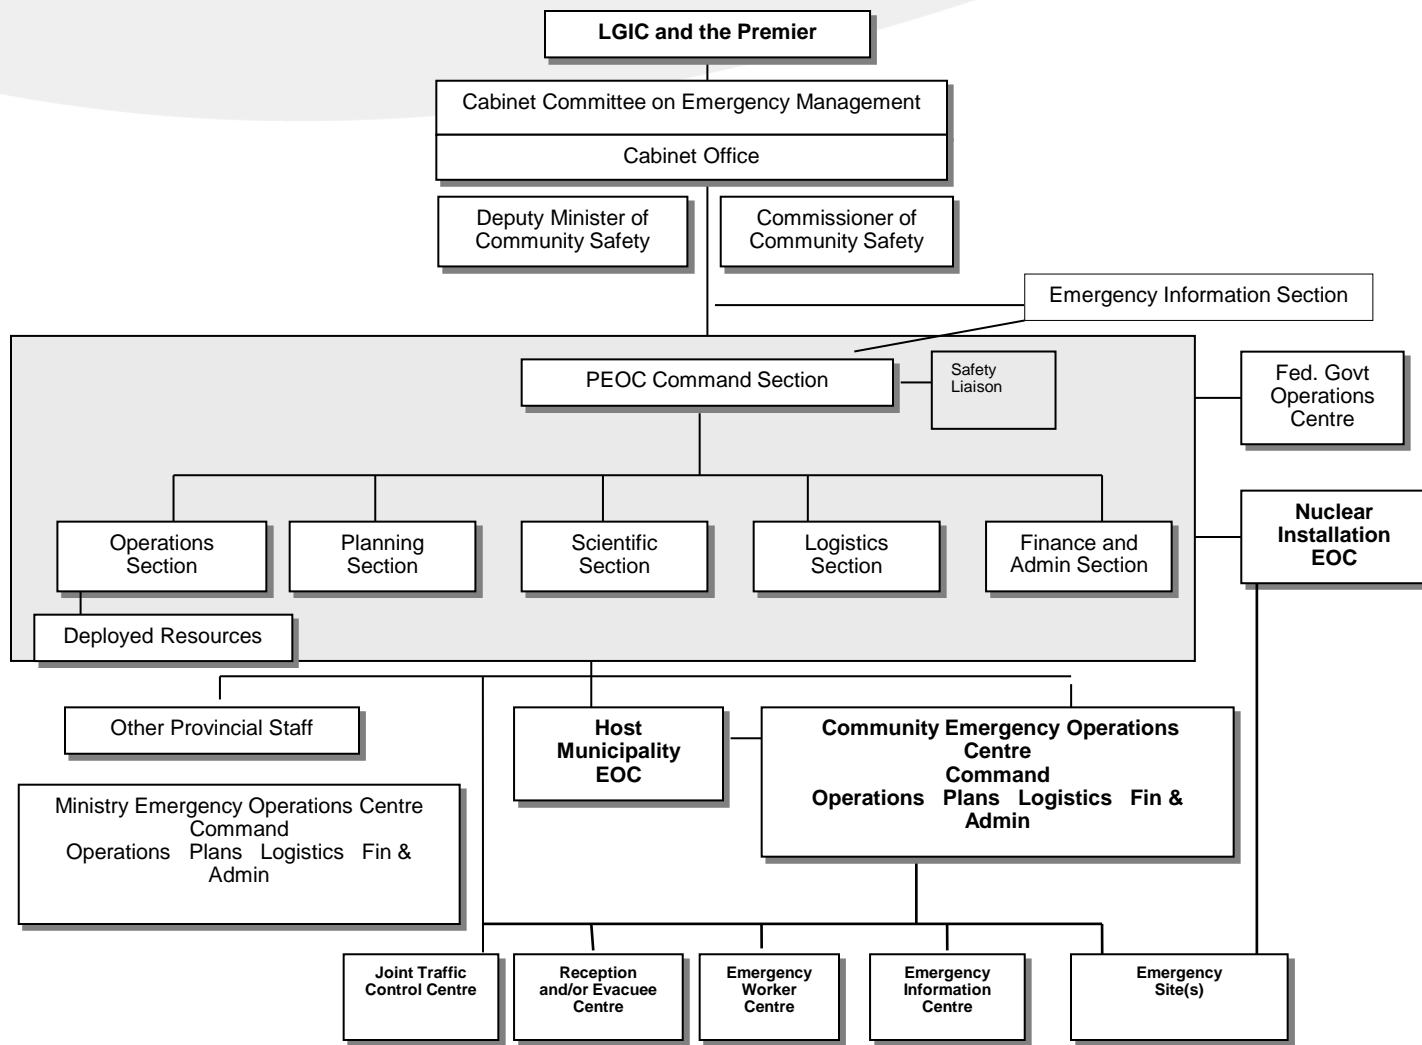 LGIC and the Premier
Cabinet Committee on Emergency Management
Cabinet Office
Deputy Minister of
Community Safety
Commissioner of
Community Safety
Emergency Information Section
PEOC Command Section
Safety
Liaison
Fed. Govt
Operations
Centre
Nuclear
Installation
EOC
Operations
Section
Planning
Section
Scientific
Section
Logistics
Section
Finance and
Admin Section
Deployed Resources
Other Provincial Staff
Host
Municipality
EOC
Community Emergency Operations
Centre
Command
Operations Plans Logistics Fin &
Admin
Ministry Emergency Operations Centre
Command
Operations Plans Logistics Fin &
Admin
Joint Traffic
Control Centre
Reception
and/or Evacuee
Centre
Emergency
Worker
Centre
Emergency
Information
Centre
Emergency
Site(s)